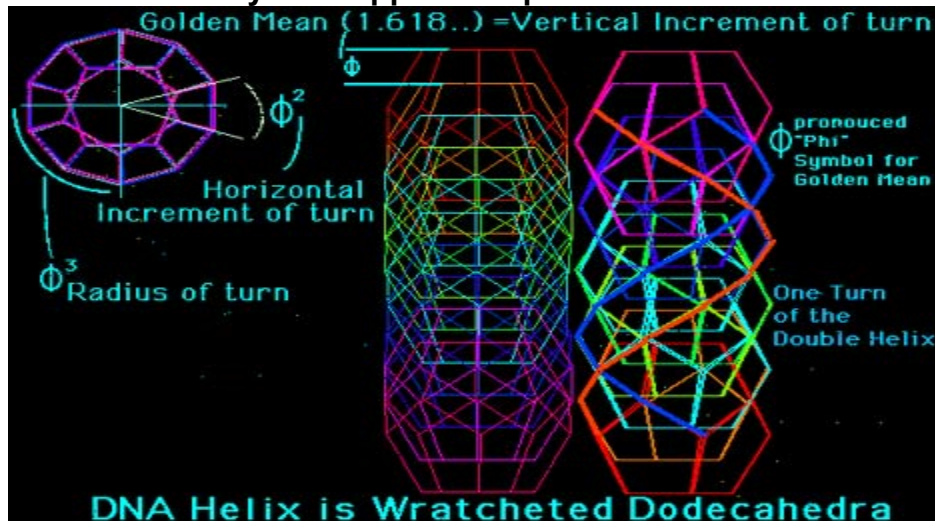 Golden Mean (1.618..) =Vertical Increment of turn
Φ
Φ²
Φ pronouced
"Phi"
Symbol for
Golden Mean
Horizontal
Increment of turn
Φ³ Radius of turn
One Turn
of the
Double Helix
DNA Helix is Wratcheted Dodecahedra